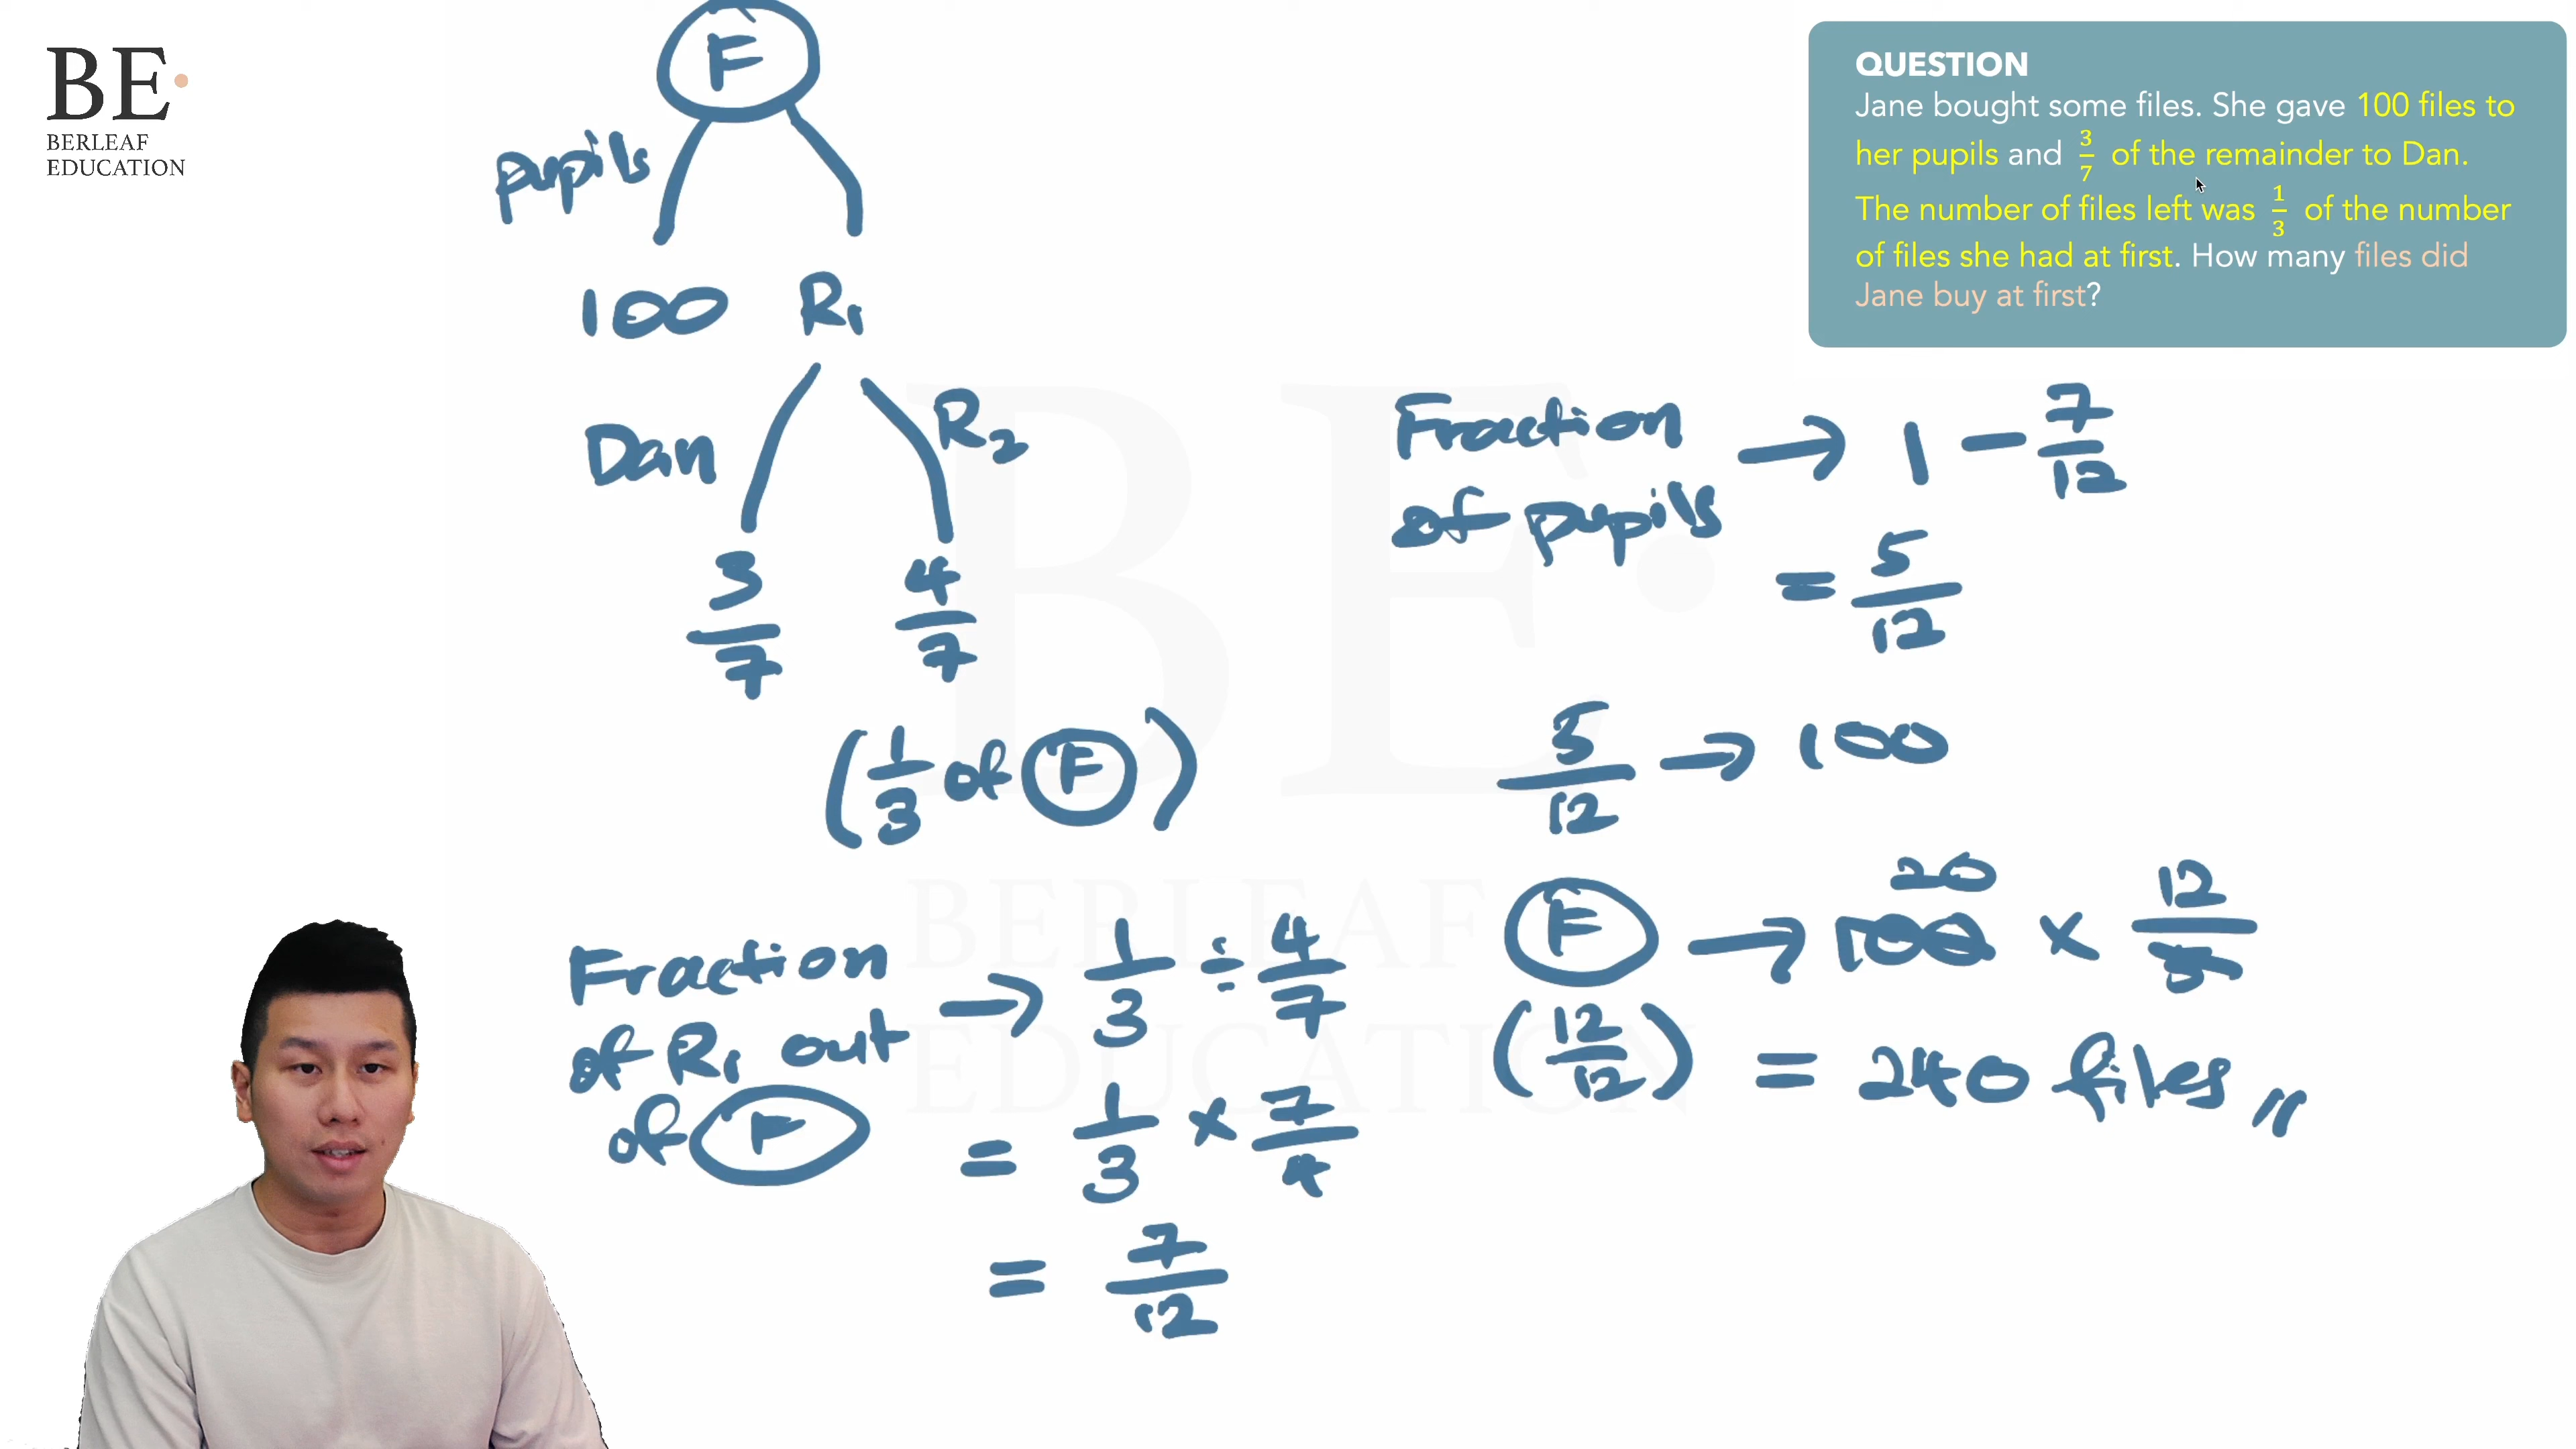 BE
BERLEAF
EDUCATION
QUESTION
Jane bought some files. She gave 100 files to
her pupils and 3/7 of the remainder to Dan.
The number of files left was 1/3 of the number
of files she had at first. How many files did
Jane buy at first?
F
pupils
100 R₁
Dan R₂
3/7 4/7
(1/3 of F)
Fraction
of R₁ out
of F
→ 1/3 ÷ 4/7
= 1/3 × 7/4
= 7/12
Fraction
of pupils
→ 1 − 7/12
= 5/12
5/12 → 100
20
F → 100 × 12/5
(12/12) = 240 files //
BE
BERLEAF
EDUCATION